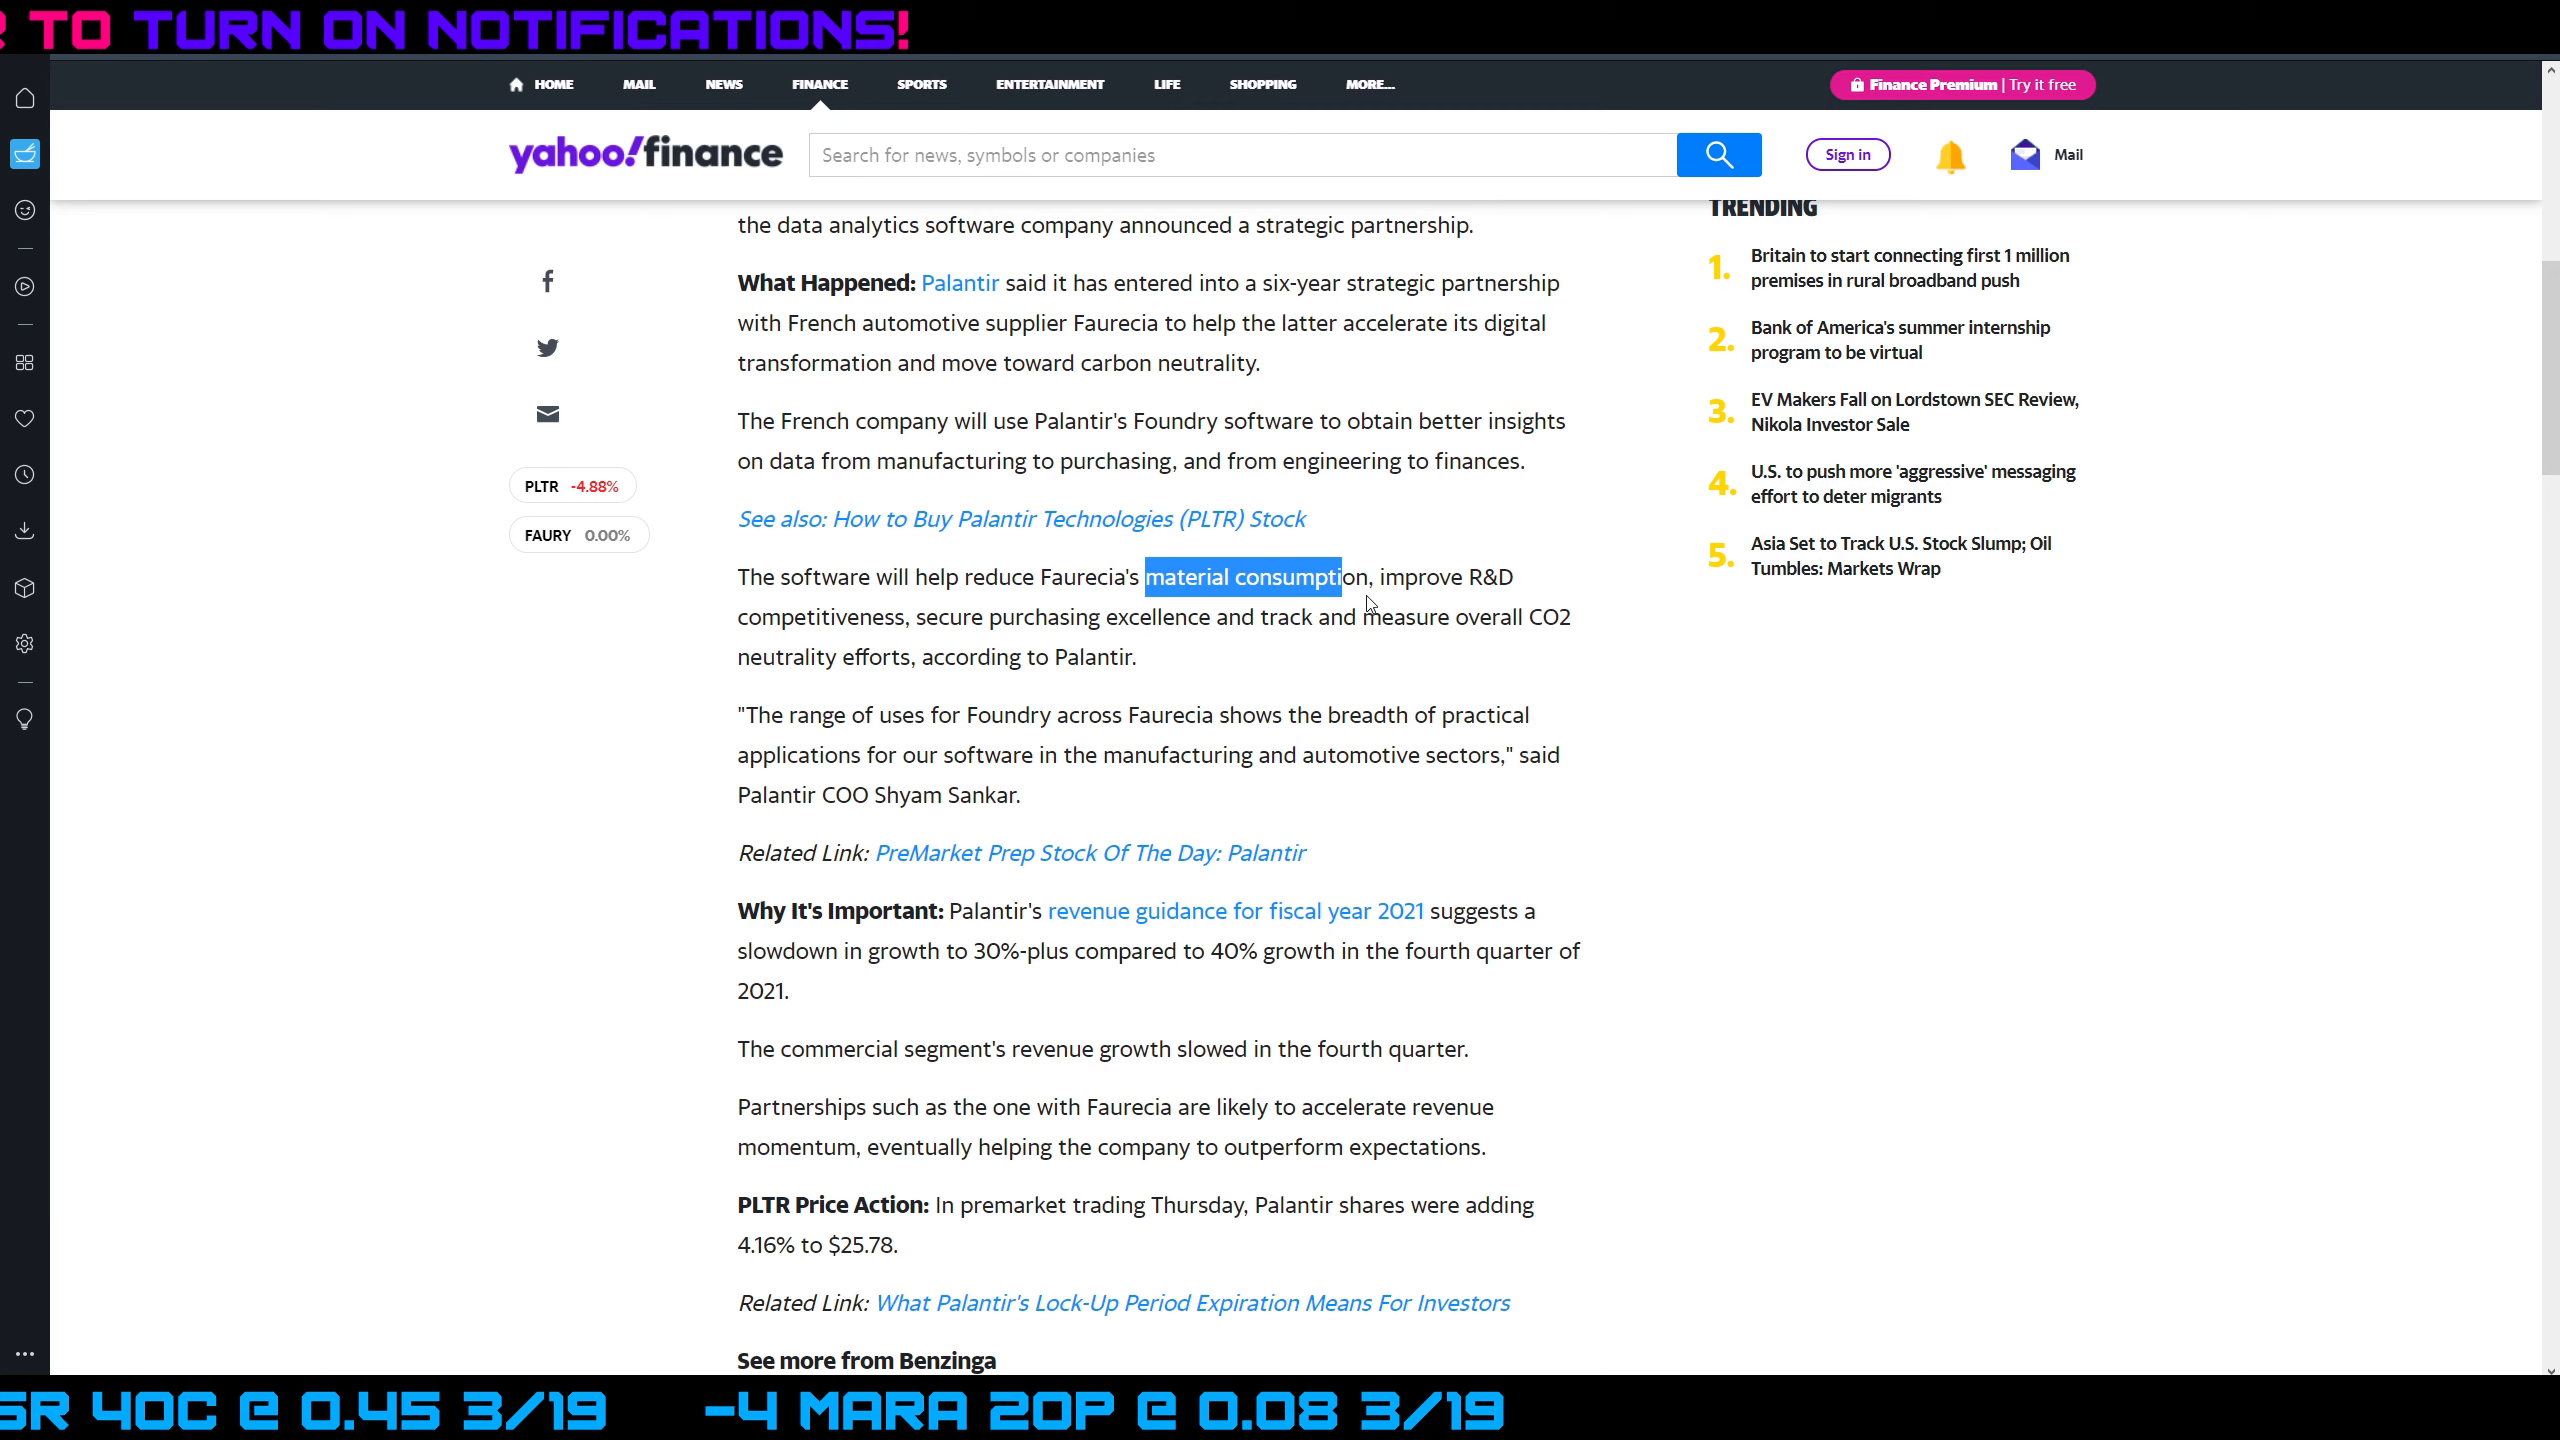 TO TURN ON NOTIFICATIONS!
HOME MAIL NEWS FINANCE SPORTS ENTERTAINMENT LIFE SHOPPING MORE...
Finance Premium | Try it free
yahoo!finance
Search for news, symbols or companies
Sign in
Mail
the data analytics software company announced a strategic partnership.
What Happened: Palantir said it has entered into a six-year strategic partnership
with French automotive supplier Faurecia to help the latter accelerate its digital
transformation and move toward carbon neutrality.
The French company will use Palantir's Foundry software to obtain better insights
on data from manufacturing to purchasing, and from engineering to finances.
PLTR -4.88%
FAURY 0.00%
See also: How to Buy Palantir Technologies (PLTR) Stock
The software will help reduce Faurecia's material consumption, improve R&D
competitiveness, secure purchasing excellence and track and measure overall CO2
neutrality efforts, according to Palantir.
"The range of uses for Foundry across Faurecia shows the breadth of practical
applications for our software in the manufacturing and automotive sectors," said
Palantir COO Shyam Sankar.
Related Link: PreMarket Prep Stock Of The Day: Palantir
Why It's Important: Palantir's revenue guidance for fiscal year 2021 suggests a
slowdown in growth to 30%-plus compared to 40% growth in the fourth quarter of
2021.
The commercial segment's revenue growth slowed in the fourth quarter.
Partnerships such as the one with Faurecia are likely to accelerate revenue
momentum, eventually helping the company to outperform expectations.
PLTR Price Action: In premarket trading Thursday, Palantir shares were adding
4.16% to $25.78.
Related Link: What Palantir's Lock-Up Period Expiration Means For Investors
See more from Benzinga
TRENDING
1. Britain to start connecting first 1 million
premises in rural broadband push
2. Bank of America's summer internship
program to be virtual
3. EV Makers Fall on Lordstown SEC Review,
Nikola Investor Sale
4. U.S. to push more 'aggressive' messaging
effort to deter migrants
5. Asia Set to Track U.S. Stock Slump; Oil
Tumbles: Markets Wrap
SR 40C @ 0.45 3/19 -4 MARA 20P @ 0.08 3/19